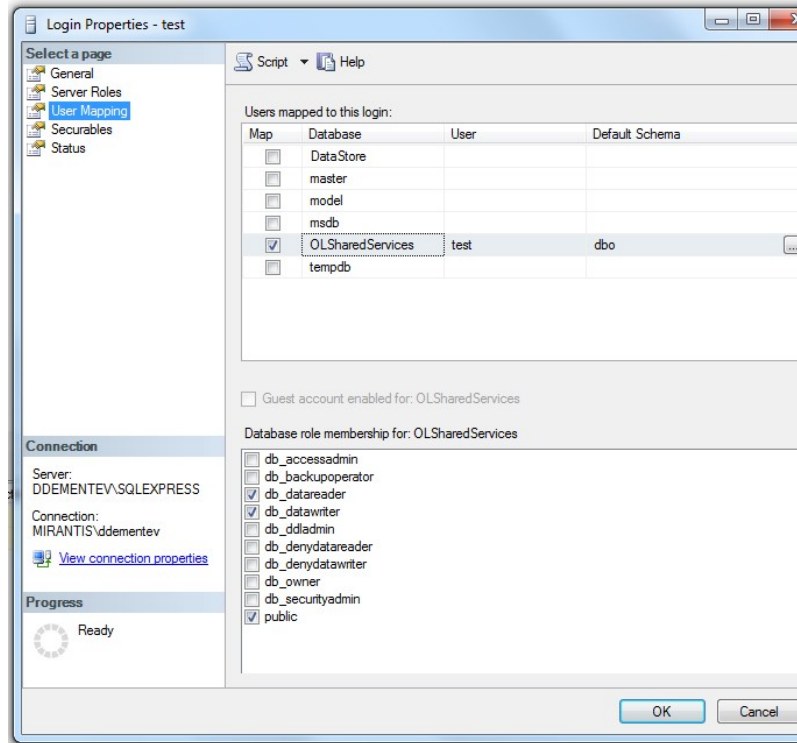 Login Properties - test
Select a page
General
Server Roles
User Mapping
Securables
Status
Script Help
Users mapped to this login:
Map Database User Default Schema
DataStore
master
model
msdb
OLSharedServices test dbo ...
tempdb
Guest account enabled for: OLSharedServices
Database role membership for: OLSharedServices
db_accessadmin
db_backupoperator
db_datareader
db_datawriter
db_ddladmin
db_denydatareader
db_denydatawriter
db_owner
db_securityadmin
public
Connection
Server:
DDEMENTEV\SQLEXPRESS
Connection:
MIRANTIS\ddementev
View connection properties
Progress
Ready
OK Cancel